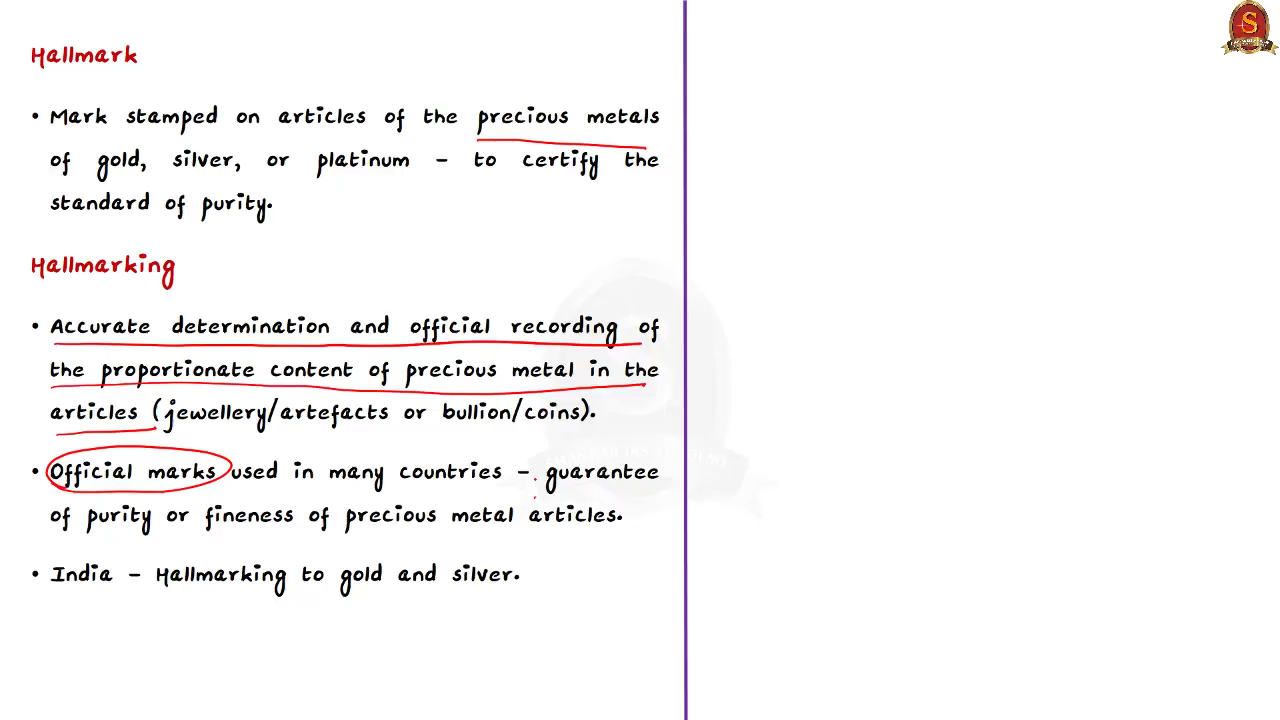 Hallmark
• Mark stamped on articles of the precious metals
of gold, silver, or platinum – to certify the
standard of purity.
Hallmarking
• Accurate determination and official recording of
the proportionate content of precious metal in the
articles (jewellery/artefacts or bullion/coins).
• Official marks used in many countries – guarantee
of purity or fineness of precious metal articles.
• India – Hallmarking to gold and silver.
S